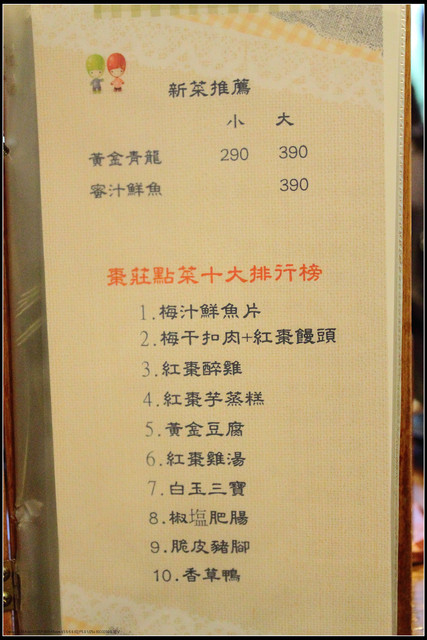 新菜推薦
小 大
黃金青龍 290 390
蜜汁鮮魚 390
棗莊點菜十大排行榜
1.梅汁鮮魚片
2.梅干扣肉+紅棗饅頭
3.紅棗醉雞
4.紅棗芋蒸糕
5.黃金豆腐
6.紅棗雞湯
7.白玉三寶
8.椒塩肥腸
9.脆皮豬腳
10.香草鴨